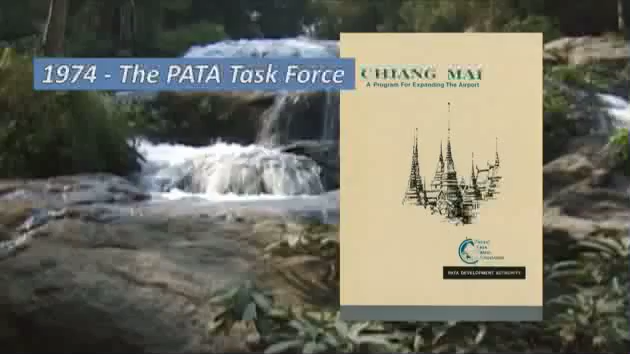 1974 - The PATA Task Force
CHIANG MAI
A Program For Expanding The Airport
PATA DEVELOPMENT AUTHORITY